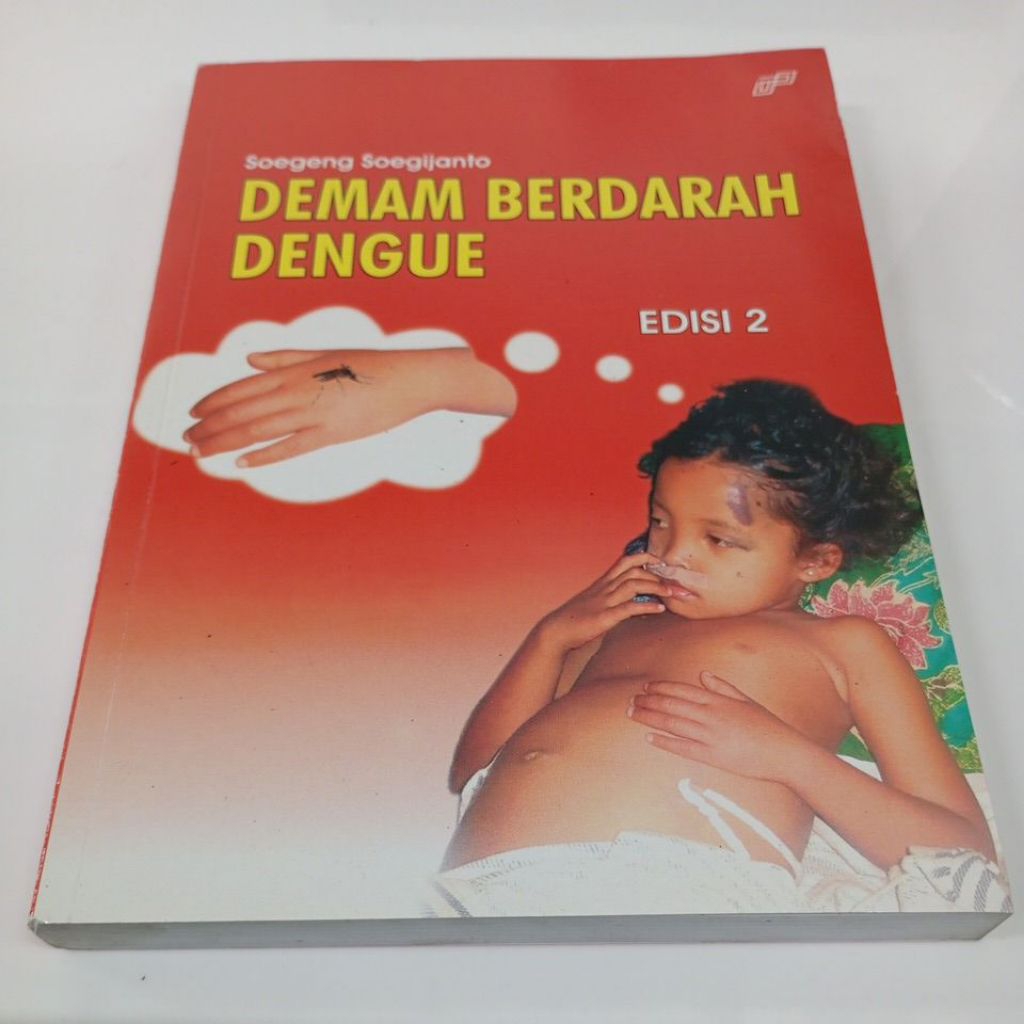 Soegeng Soegijanto
DEMAM BERDARAH
DENGUE
EDISI 2